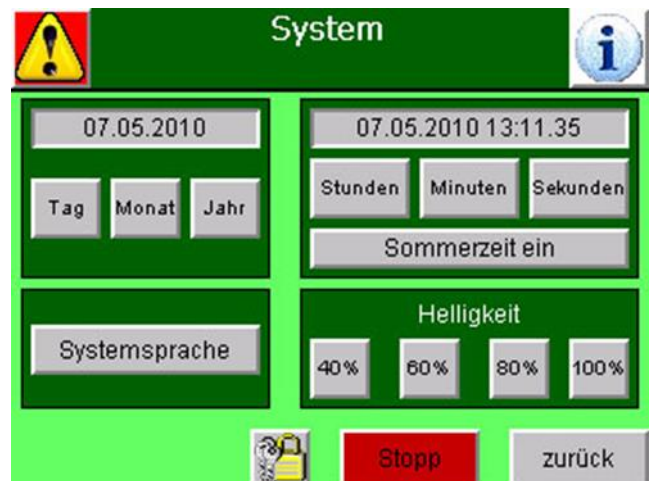 System
07.05.2010
Tag Monat Jahr
07.05.2010 13:11.35
Stunden Minuten Sekunden
Sommerzeit ein
Systemsprache
Helligkeit
40% 60% 80% 100%
Stopp zurück